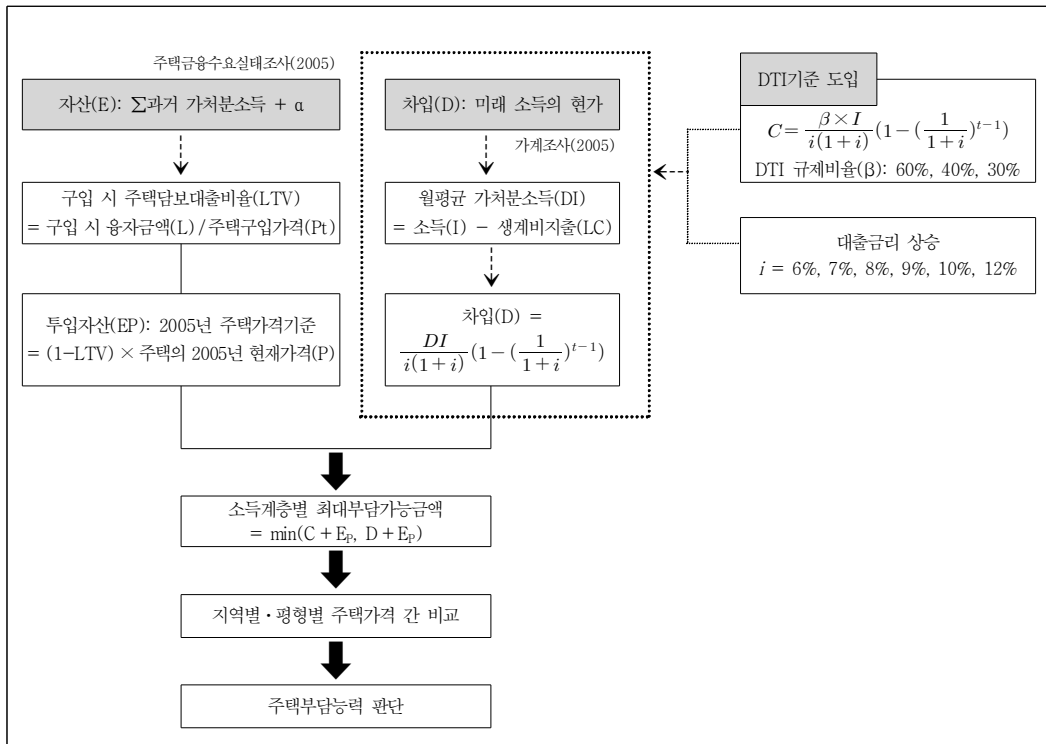 주택금융수요실태조사(2005)
자산(E): ∑과거 가처분소득 + α
구입 시 주택담보대출비율(LTV)
= 구입 시 융자금액(L)/주택구입가격(Pt)
투입자산(EP): 2005년 주택가격기준
= (1-LTV) × 주택의 2005년 현재가격(P)
차입(D): 미래 소득의 현가
가계조사(2005)
월평균 가처분소득(DI)
= 소득(I) - 생계비지출(LC)
차입(D) =
\frac{DI}{i(1+i)}(1-(\frac{1}{1+i})^{t-1})
DTI기준 도입
C=\frac{β×I}{i(1+i)}(1-(\frac{1}{1+i})^{t-1})
DTI 규제비율(β): 60%, 40%, 30%
대출금리 상승
i = 6%, 7%, 8%, 9%, 10%, 12%
소득계층별 최대부담가능금액
= min(C+E_P, D+E_P)
지역별·평형별 주택가격 간 비교
주택부담능력 판단